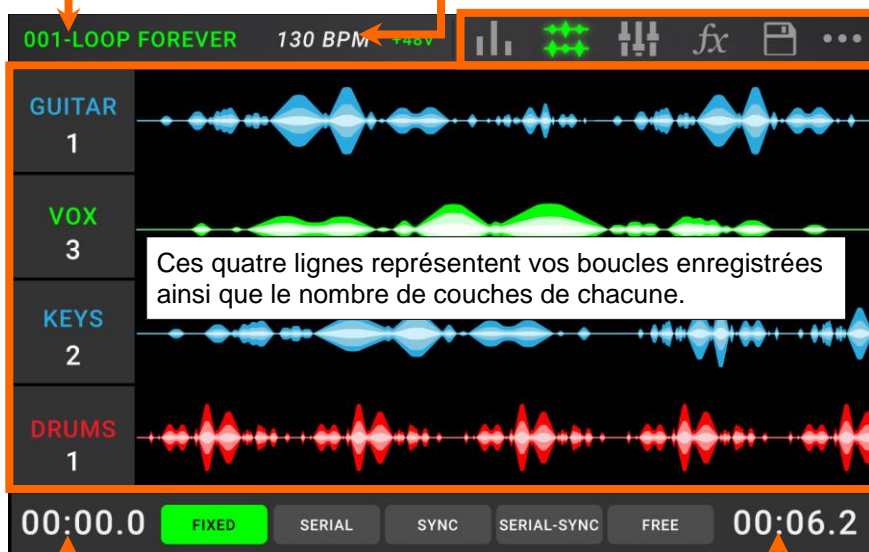 001-LOOP FOREVER 130 BPM +48V fx
GUITAR
1
VOX
3
Ces quatre lignes représentent vos boucles enregistrées
ainsi que le nombre de couches de chacune.
KEYS
2
DRUMS
1
00:00.0 FIXED SERIAL SYNC SERIAL-SYNC FREE 00:06.2